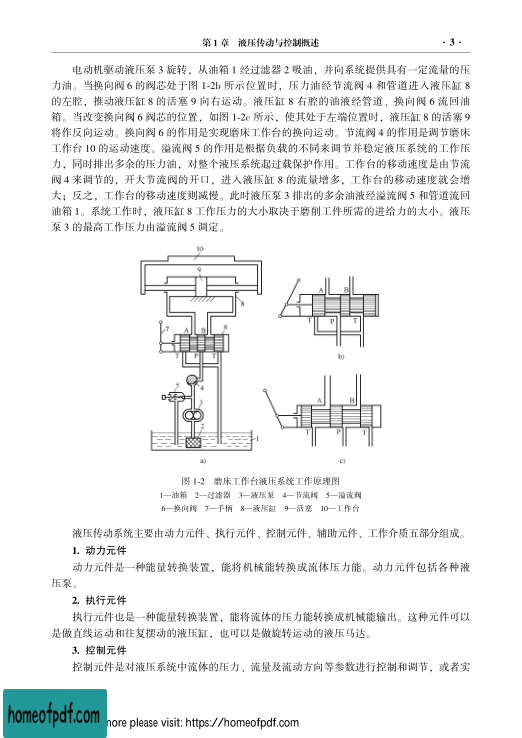 第 1 章 液压传动与控制概述 · 3 ·
电动机驱动液压泵 3 旋转，从油箱 1 经过滤器 2 吸油，并向系统提供具有一定流量的压
力油。当换向阀 6 的阀芯处于图 1-2b 所示位置时，压力油经节流阀 4 和管道进入液压缸 8
的左腔，推动液压缸 8 的活塞 9 向右运动。液压缸 8 右腔的油液经管道、换向阀 6 流回油
箱。当改变换向阀 6 阀芯的位置，如图 1-2c 所示，使其处于左端位置时，液压缸 8 的活塞 9
将作反向运动。换向阀 6 的作用是实现磨床工作台的换向运动。节流阀 4 的作用是调节磨床
工作台 10 的运动速度。溢流阀 5 的作用是根据负载的不同来调节并稳定液压系统的工作压
力，同时排出多余的压力油，对整个液压系统起过载保护作用。工作台的移动速度是由节流
阀 4 来调节的，开大节流阀的开口，进入液压缸 8 的流量增多，工作台的移动速度就会增
大；反之，工作台的移动速度则减慢。此时液压泵 3 排出的多余油液经溢流阀 5 和管道流回
油箱 1。系统工作时，液压缸 8 工作压力的大小取决于磨削工件所需的进给力的大小。液压
泵 3 的最高工作压力由溢流阀 5 调定。
10
9
8
7 A B 6
T P T
4
5
3
2
1
a)
A B
T P T
b)
A B
T P T
c)
图 1-2 磨床工作台液压系统工作原理图
1—油箱 2—过滤器 3—液压泵 4—节流阀 5—溢流阀
6—换向阀 7—手柄 8—液压缸 9—活塞 10—工作台
液压传动系统主要由动力元件、执行元件、控制元件、辅助元件、工作介质五部分组成。
1. 动力元件
动力元件是一种能量转换装置，能将机械能转换成流体压力能。动力元件包括各种液
压泵。
2. 执行元件
执行元件也是一种能量转换装置，能将流体的压力能转换成机械能输出。这种元件可以
是做直线运动和往复摆动的液压缸，也可以是做旋转运动的液压马达。
3. 控制元件
控制元件是对液压系统中流体的压力、流量及流动方向等参数进行控制和调节，或者实
homeofpdf.com
more please visit: https://homeofpdf.com